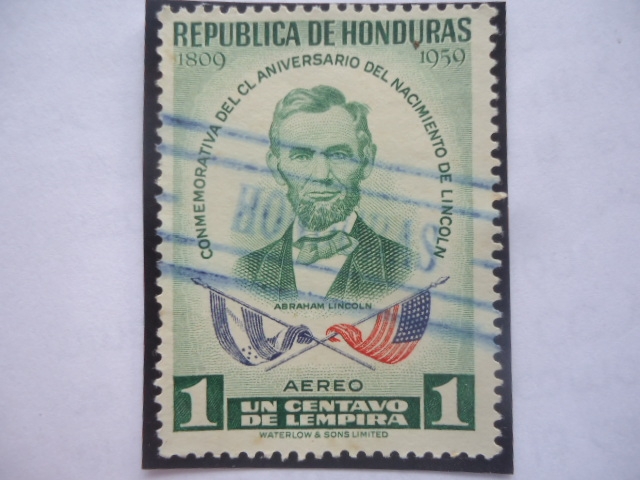 REPUBLICA DE HONDURAS
1809 1959
CONMEMORATIVA DEL CL ANIVERSARIO DEL NACIMIENTO DE LINCOLN
ABRAHAM LINCOLN
AEREO
1 UN CENTAVO 1
DE LEMPIRA
WATERLOW & SONS LIMITED